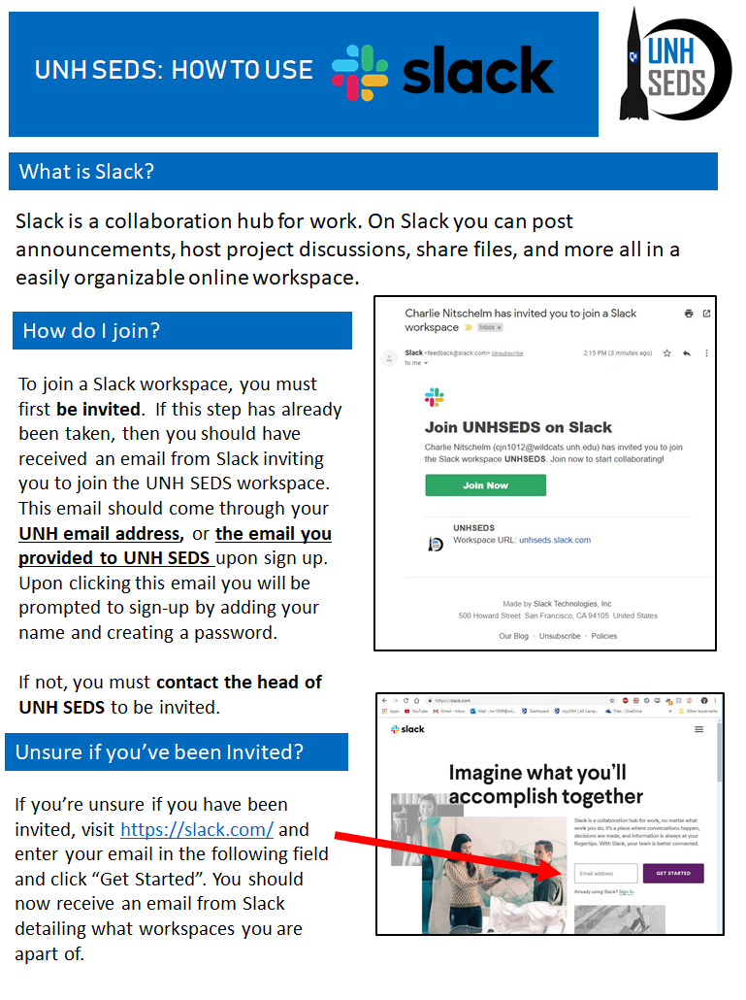 UNH SEDS: HOW TO USE
slack
UNH
SEDS
What is Slack?
Slack is a collaboration hub for work. On Slack you can post
announcements, host project discussions, share files, and more all in a
easily organizable online workspace.
How do I join?
To join a Slack workspace, you must
first be invited.  If this step has already
been taken, then you should have
received an email from Slack inviting
you to join the UNH SEDS workspace.
This email should come through your
UNH email address, or the email you
provided to UNH SEDS upon sign up.
Upon clicking this email you will be
prompted to sign-up by adding your
name and creating a password.
If not, you must contact the head of
UNH SEDS to be invited.
Charlie Nitschelm has invited you to join a Slack
workspace Inbox x
Slack <feedback@slack.com> Unsubscribe 2:15 PM (3 minutes ago)
to me
Join UNHSEDS on Slack
Charlie Nitschelm (cjn1012@wildcats.unh.edu) has invited you to join
the Slack workspace UNHSEDS. Join now to start collaborating!
Join Now
UNHSEDS
Workspace URL: unhseds.slack.com
Made by Slack Technologies, Inc
500 Howard Street San Francisco, CA 94105 United States
Our Blog · Unsubscribe · Policies
Unsure if you’ve been Invited?
If you’re unsure if you have been
invited, visit https://slack.com/ and
enter your email in the following field
and click “Get Started”. You should
now receive an email from Slack
detailing what workspaces you are
apart of.
https://slack.com
Apps YouTube Gmail - Inbox Dashboard myUNH | All Camp... Files - OneDrive Other bookmarks
slack
Imagine what you’ll
accomplish together
Slack is a collaboration hub for work, no matter what
work you do. It’s a place where conversations happen,
decisions are made, and information is always at your
fingertips. With Slack, your team is better connected.
Email address GET STARTED
Already using Slack? Sign in.